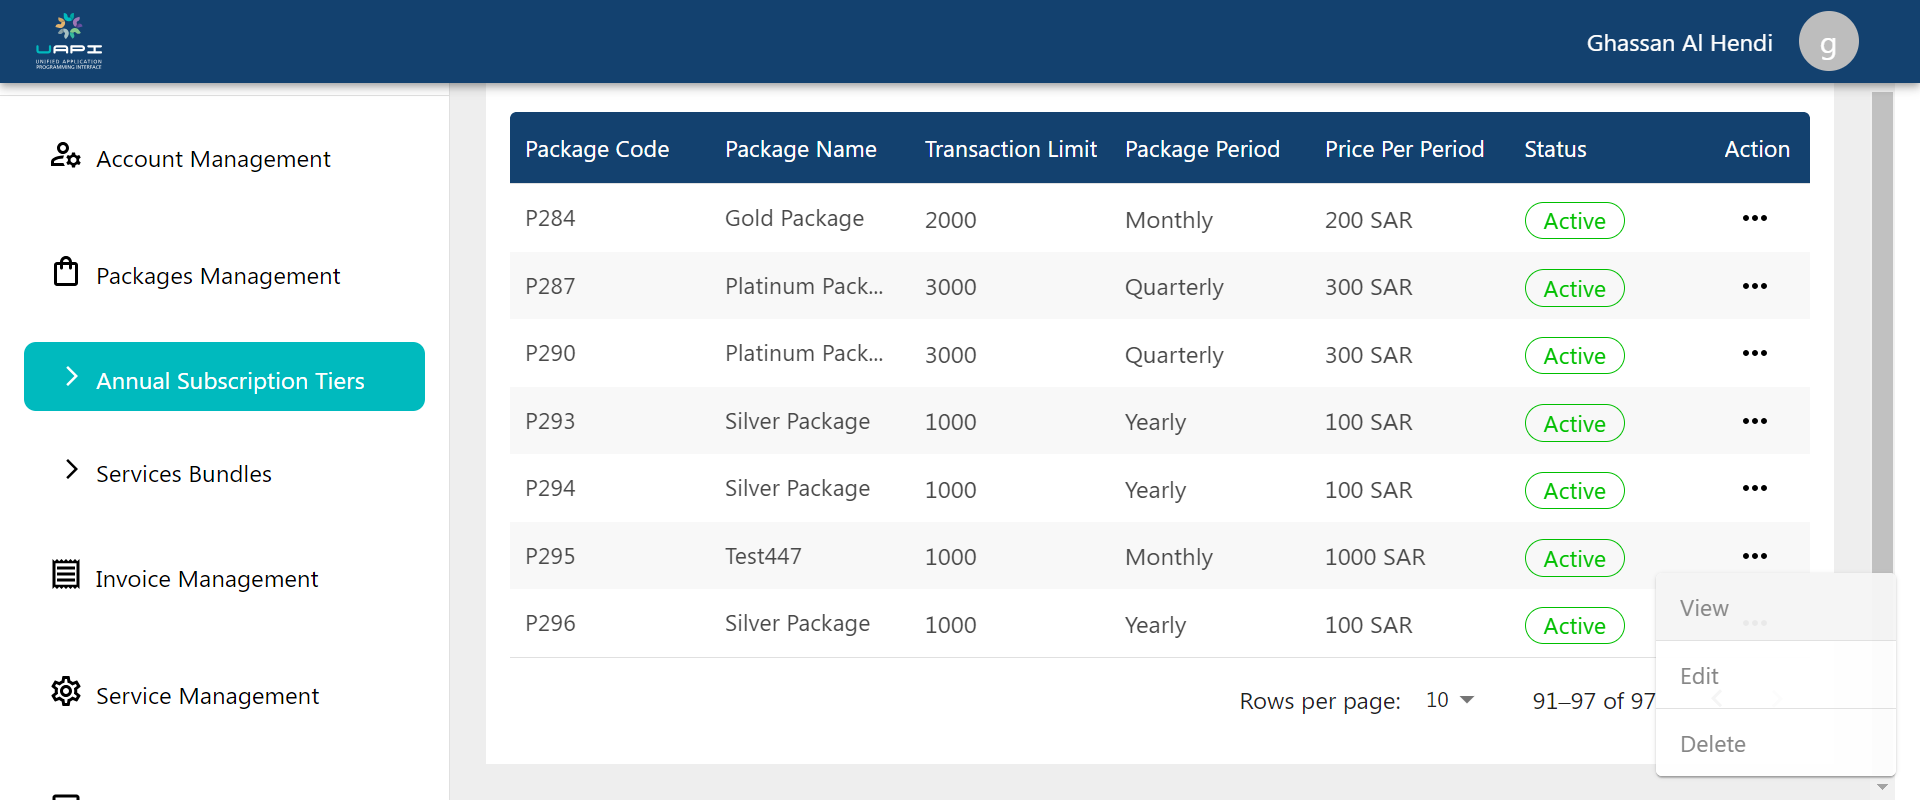 UAPI
UNIFIED APPLICATION
PROGRAMMING INTERFACE
Ghassan Al Hendi
g
Account Management
Packages Management
Annual Subscription Tiers
Services Bundles
Invoice Management
Service Management
Package Code Package Name Transaction Limit Package Period Price Per Period Status Action
P284 Gold Package 2000 Monthly 200 SAR Active
P287 Platinum Pack... 3000 Quarterly 300 SAR Active
P290 Platinum Pack... 3000 Quarterly 300 SAR Active
P293 Silver Package 1000 Yearly 100 SAR Active
P294 Silver Package 1000 Yearly 100 SAR Active
P295 Test447 1000 Monthly 1000 SAR Active
P296 Silver Package 1000 Yearly 100 SAR Active
View
Edit
Delete
Rows per page: 10 91–97 of 97